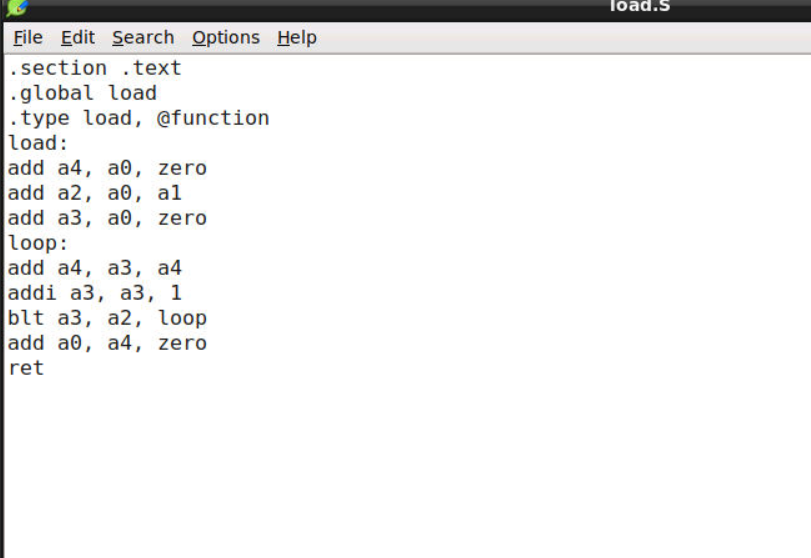 load.S
File Edit Search Options Help
.section .text
.global load
.type load, @function
load:
add a4, a0, zero
add a2, a0, a1
add a3, a0, zero
loop:
add a4, a3, a4
addi a3, a3, 1
blt a3, a2, loop
add a0, a4, zero
ret